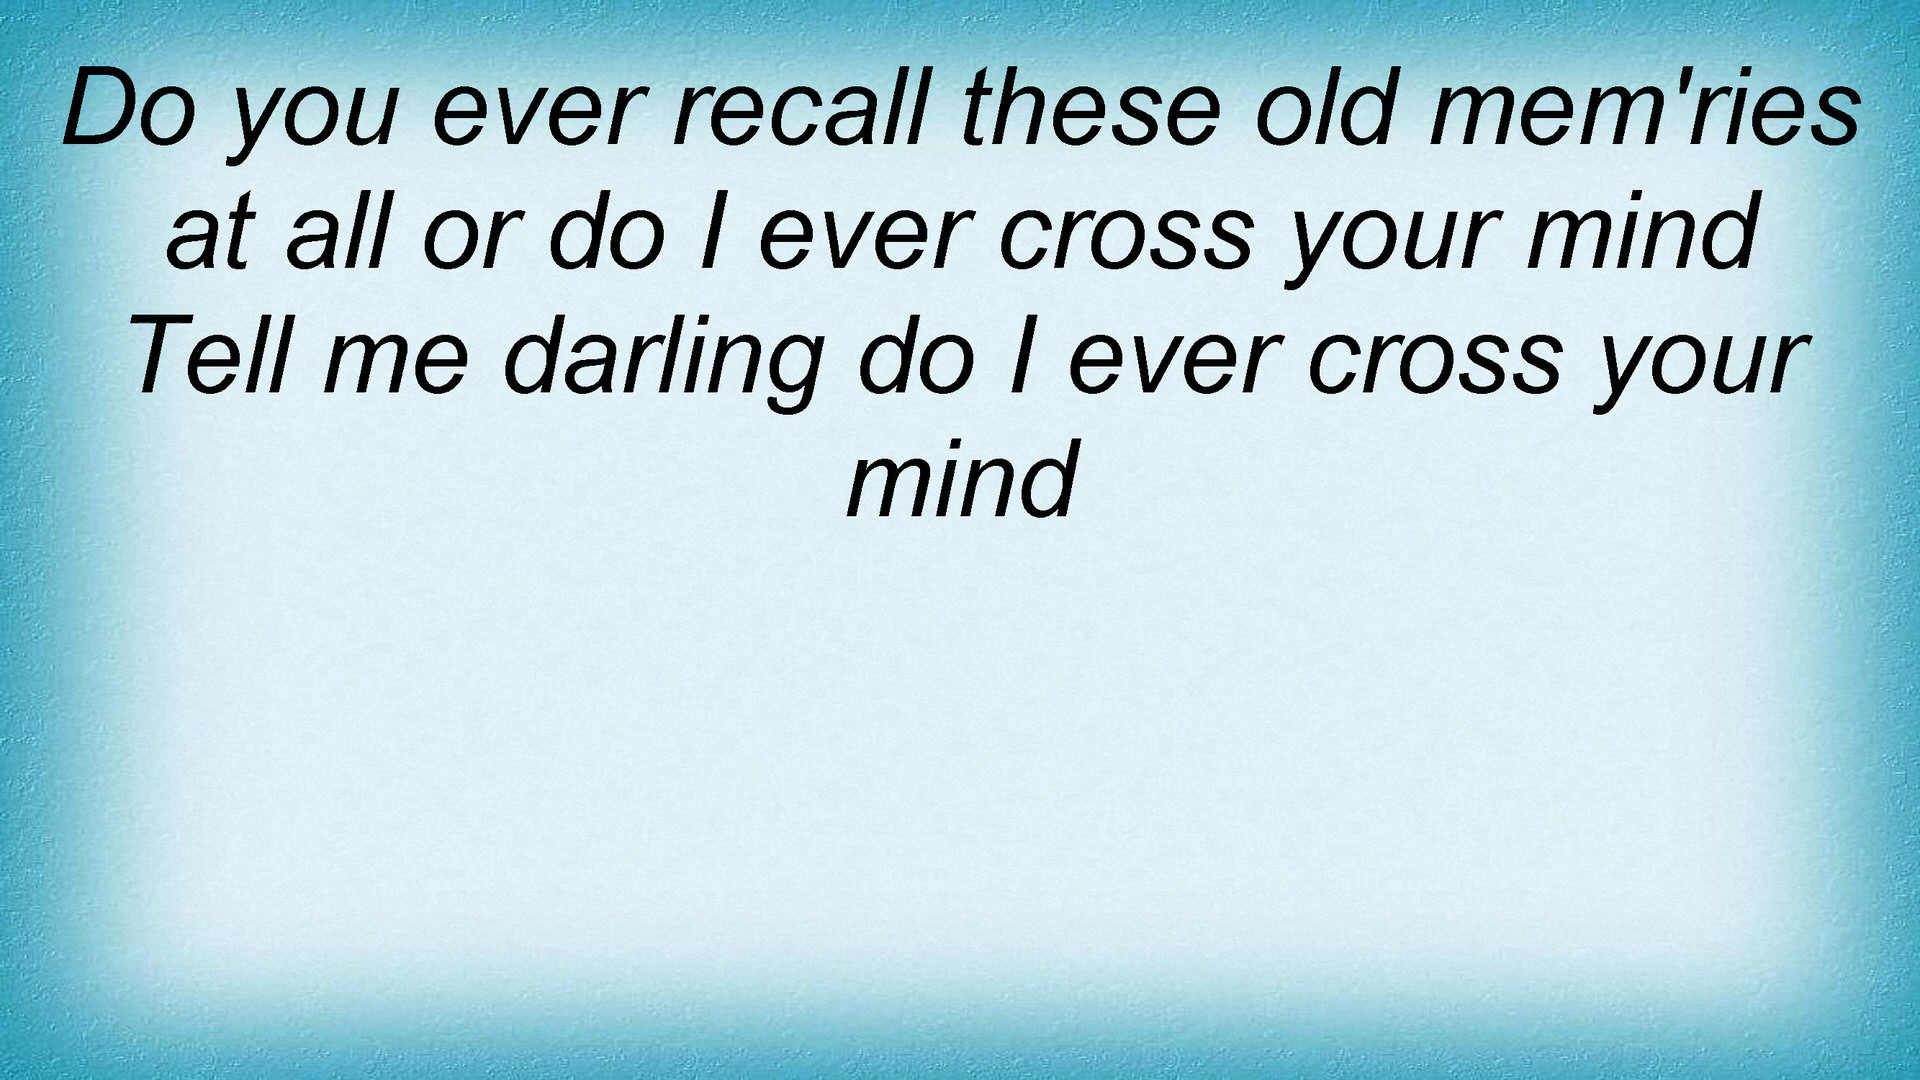 Do you ever recall these old mem'ries
at all or do I ever cross your mind
Tell me darling do I ever cross your
mind